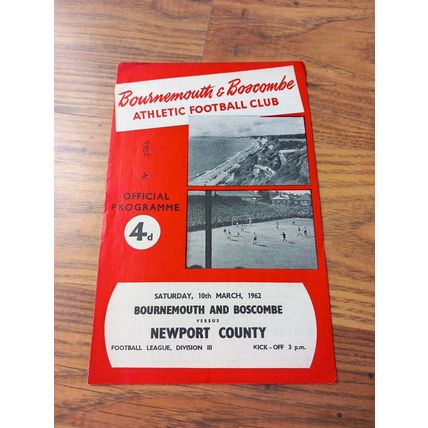 Bournemouth & Boscombe
ATHLETIC FOOTBALL CLUB
OFFICIAL
PROGRAMME
4d
SATURDAY, 10th MARCH, 1962
BOURNEMOUTH AND BOSCOMBE
VERSUS
NEWPORT COUNTY
FOOTBALL LEAGUE, DIVISION III KICK-OFF 3 p.m.